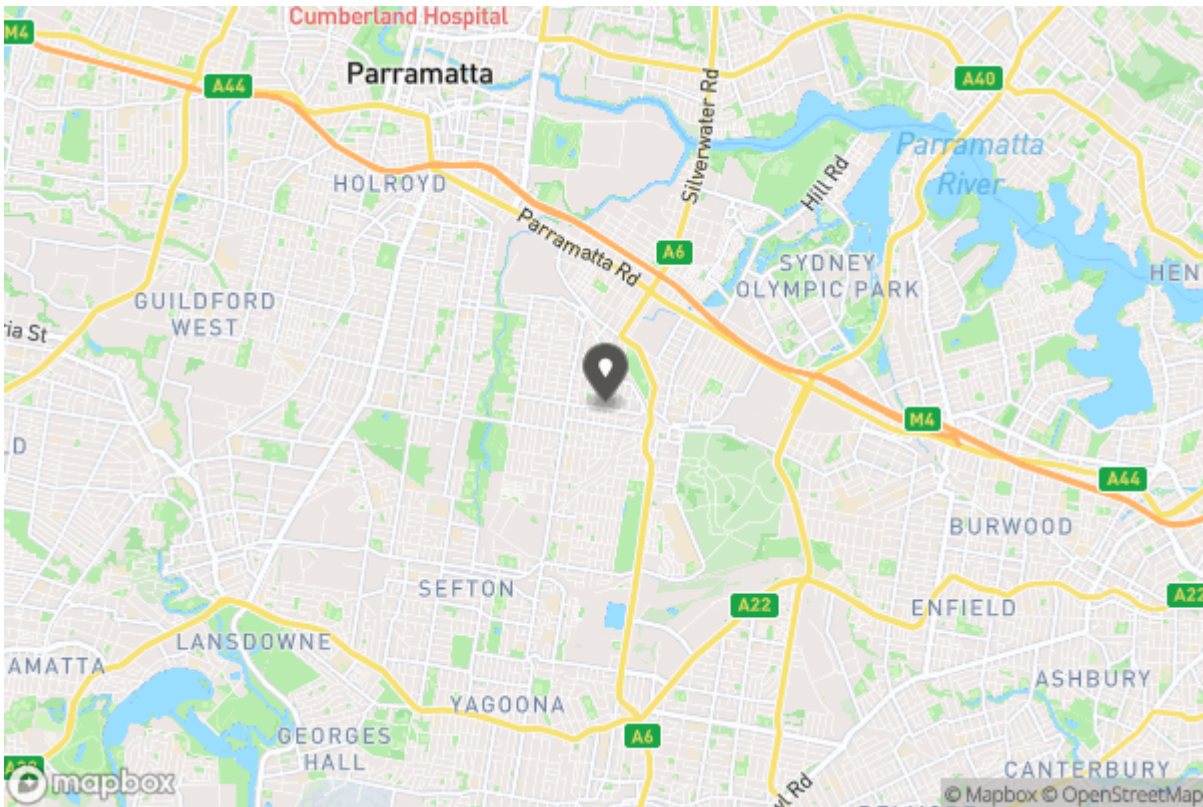 Cumberland Hospital
M4
Parramatta
A44
A40
Silverwater Rd
Parramatta
River
Hill Rd
HOLROYD
Parramatta Rd
A6
SYDNEY
OLYMPIC PARK
HEN
GUILDFORD
WEST
ria St
LD
M4
A44
BURWOOD
SEFTON
A22
ENFIELD
A22
LANSDOWNE
AMATTA
ASHBURY
YAGOONA
GEORGES
HALL
A6
CANTERBURY
mapbox
© Mapbox © OpenStreetMap